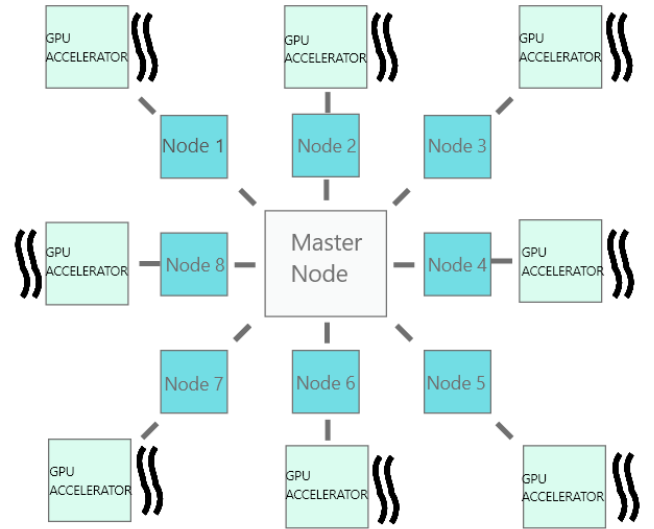 GPU
ACCELERATOR
GPU
ACCELERATOR
GPU
ACCELERATOR
Node 1
Node 2
Node 3
Master
Node
GPU
ACCELERATOR
Node 8
Node 4
GPU
ACCELERATOR
Node 7
Node 6
Node 5
GPU
ACCELERATOR
GPU
ACCELERATOR
GPU
ACCELERATOR